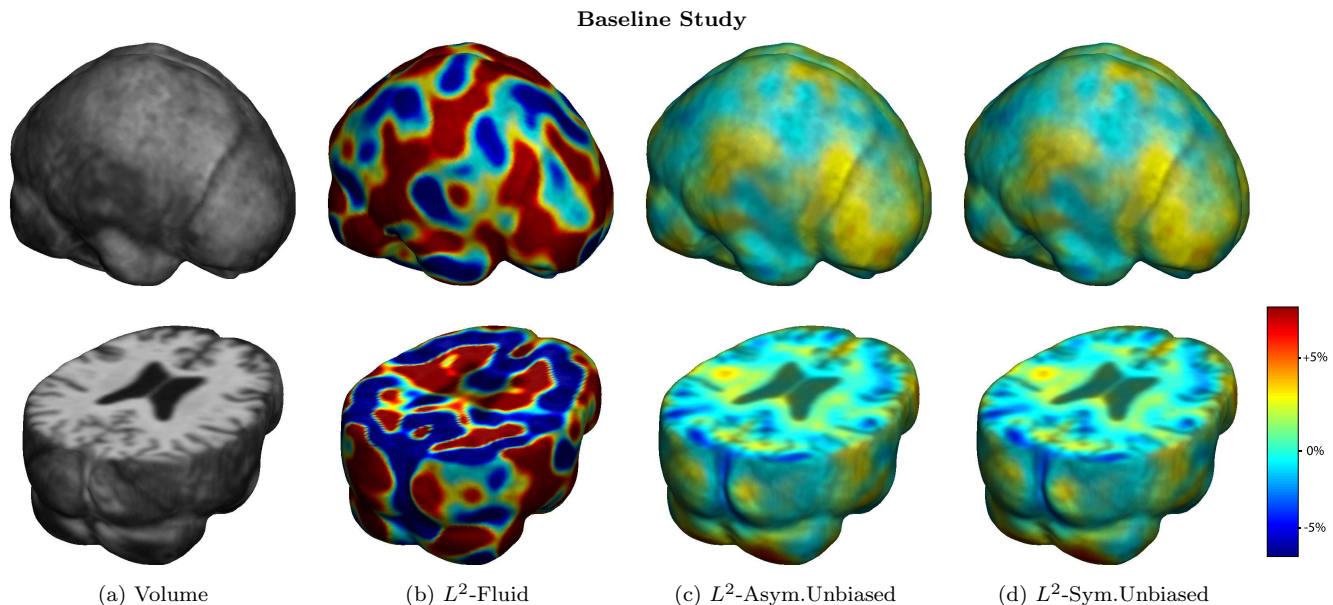 Baseline Study
+5%
0%
-5%
(a) Volume
(b) L²-Fluid
(c) L²-Asym.Unbiased
(d) L²-Sym.Unbiased